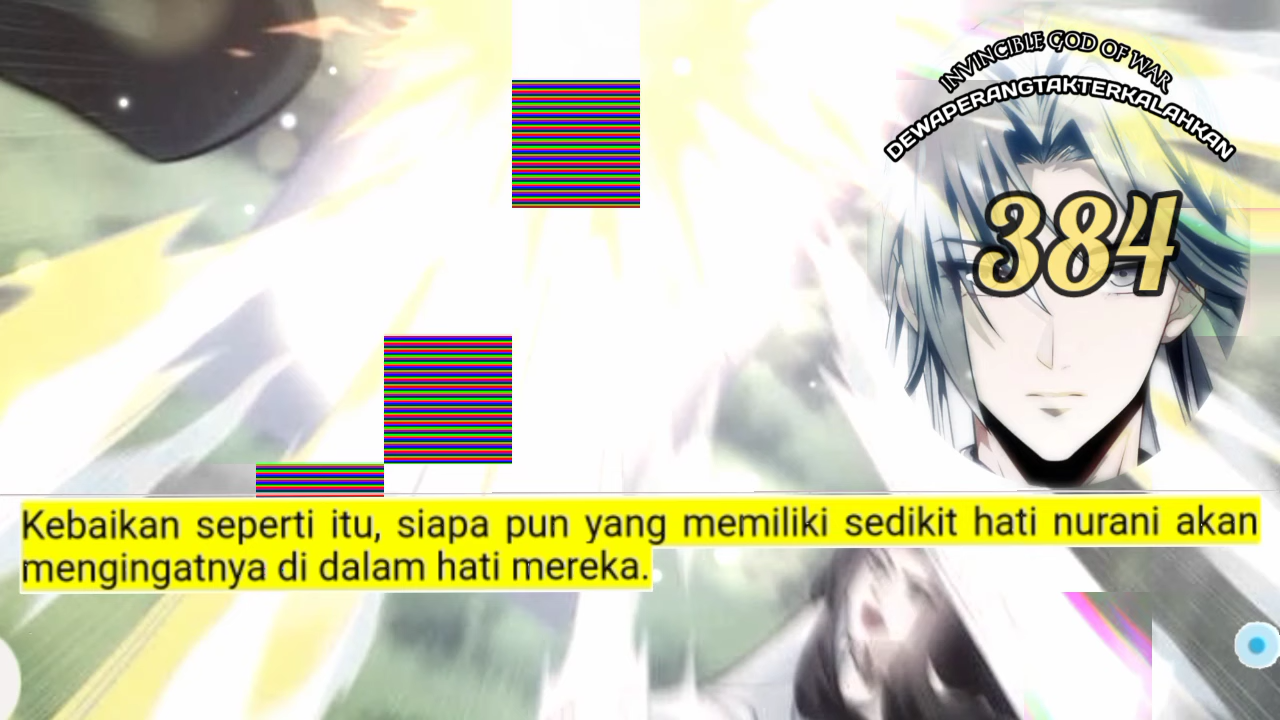 INVINCIBLE GOD OF WAR
DEWAPERANGTAKTERKALAHKAN
384
Kebaikan seperti itu, siapa pun yang memiliki sedikit hati nurani akan
mengingatnya di dalam hati mereka.